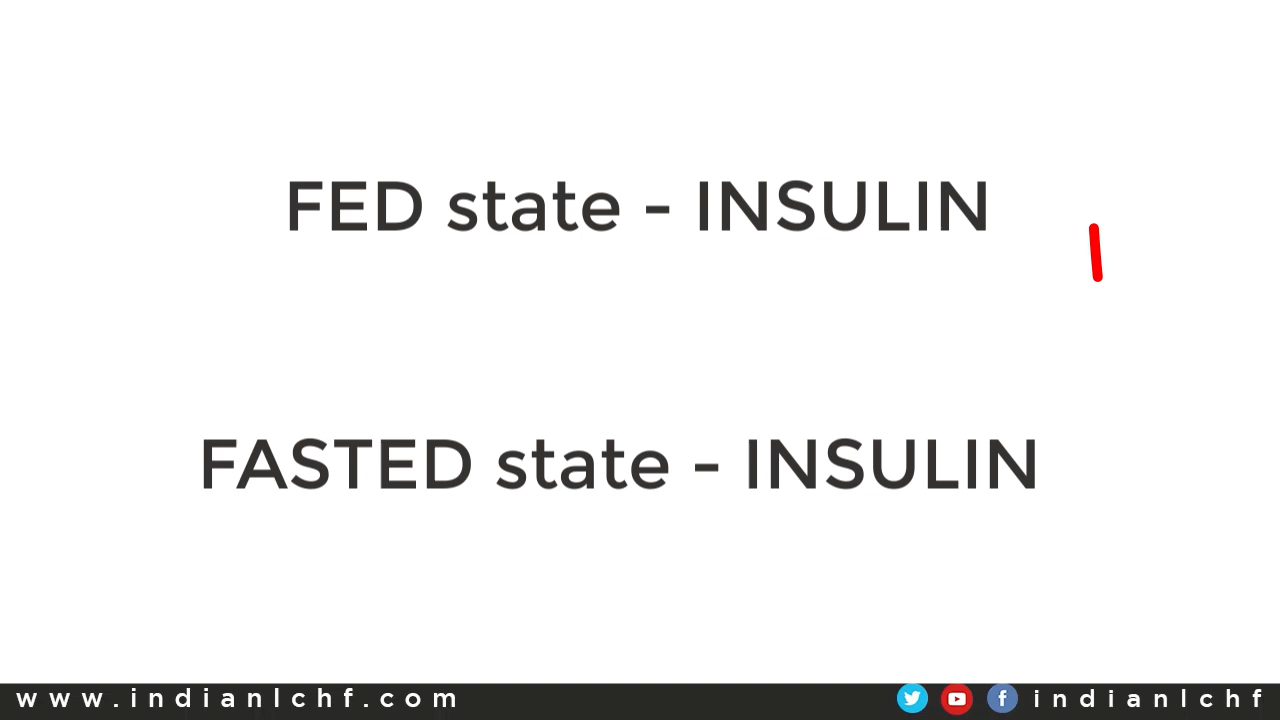 FED state - INSULIN
FASTED state - INSULIN
www.indianlchf.com
indianlchf